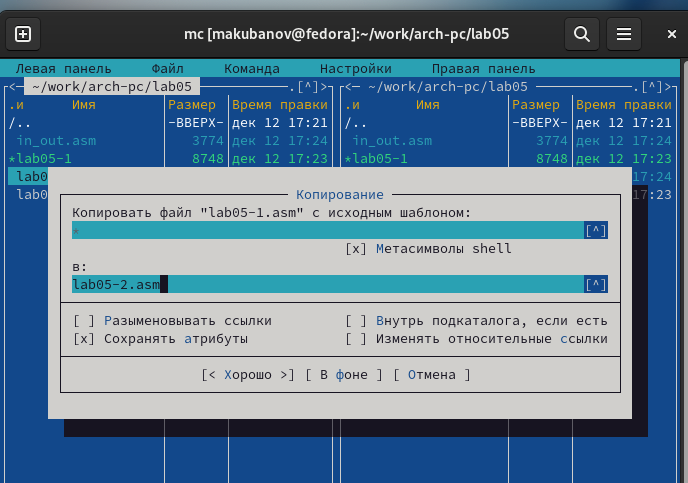 mc [makubanov@fedora]:~/work/arch-pc/lab05
Левая панель Файл Команда Настройки Правая панель
<─ ~/work/arch-pc/lab05 .[^]> <─ ~/work/arch-pc/lab05 .[^]>
.и Имя Размер Время правки .и Имя Размер Время правки
/.. -ВВЕРХ- дек 12 17:21 /.. -ВВЕРХ- дек 12 17:21
in_out.asm 3774 дек 12 17:24 in_out.asm 3774 дек 12 17:24
*lab05-1 8748 дек 12 17:23 *lab05-1 8748 дек 12 17:23
lab0 17:24
lab0 17:23
Копирование
Копировать файл "lab05-1.asm" с исходным шаблоном:
* [^]
[x] Метасимволы shell
в:
lab05-2.asm [^]
[ ] Разыменовывать ссылки [ ] Внутрь подкаталога, если есть
[x] Сохранять атрибуты [ ] Изменять относительные ссылки
[< Хорошо >] [ В фоне ] [ Отмена ]